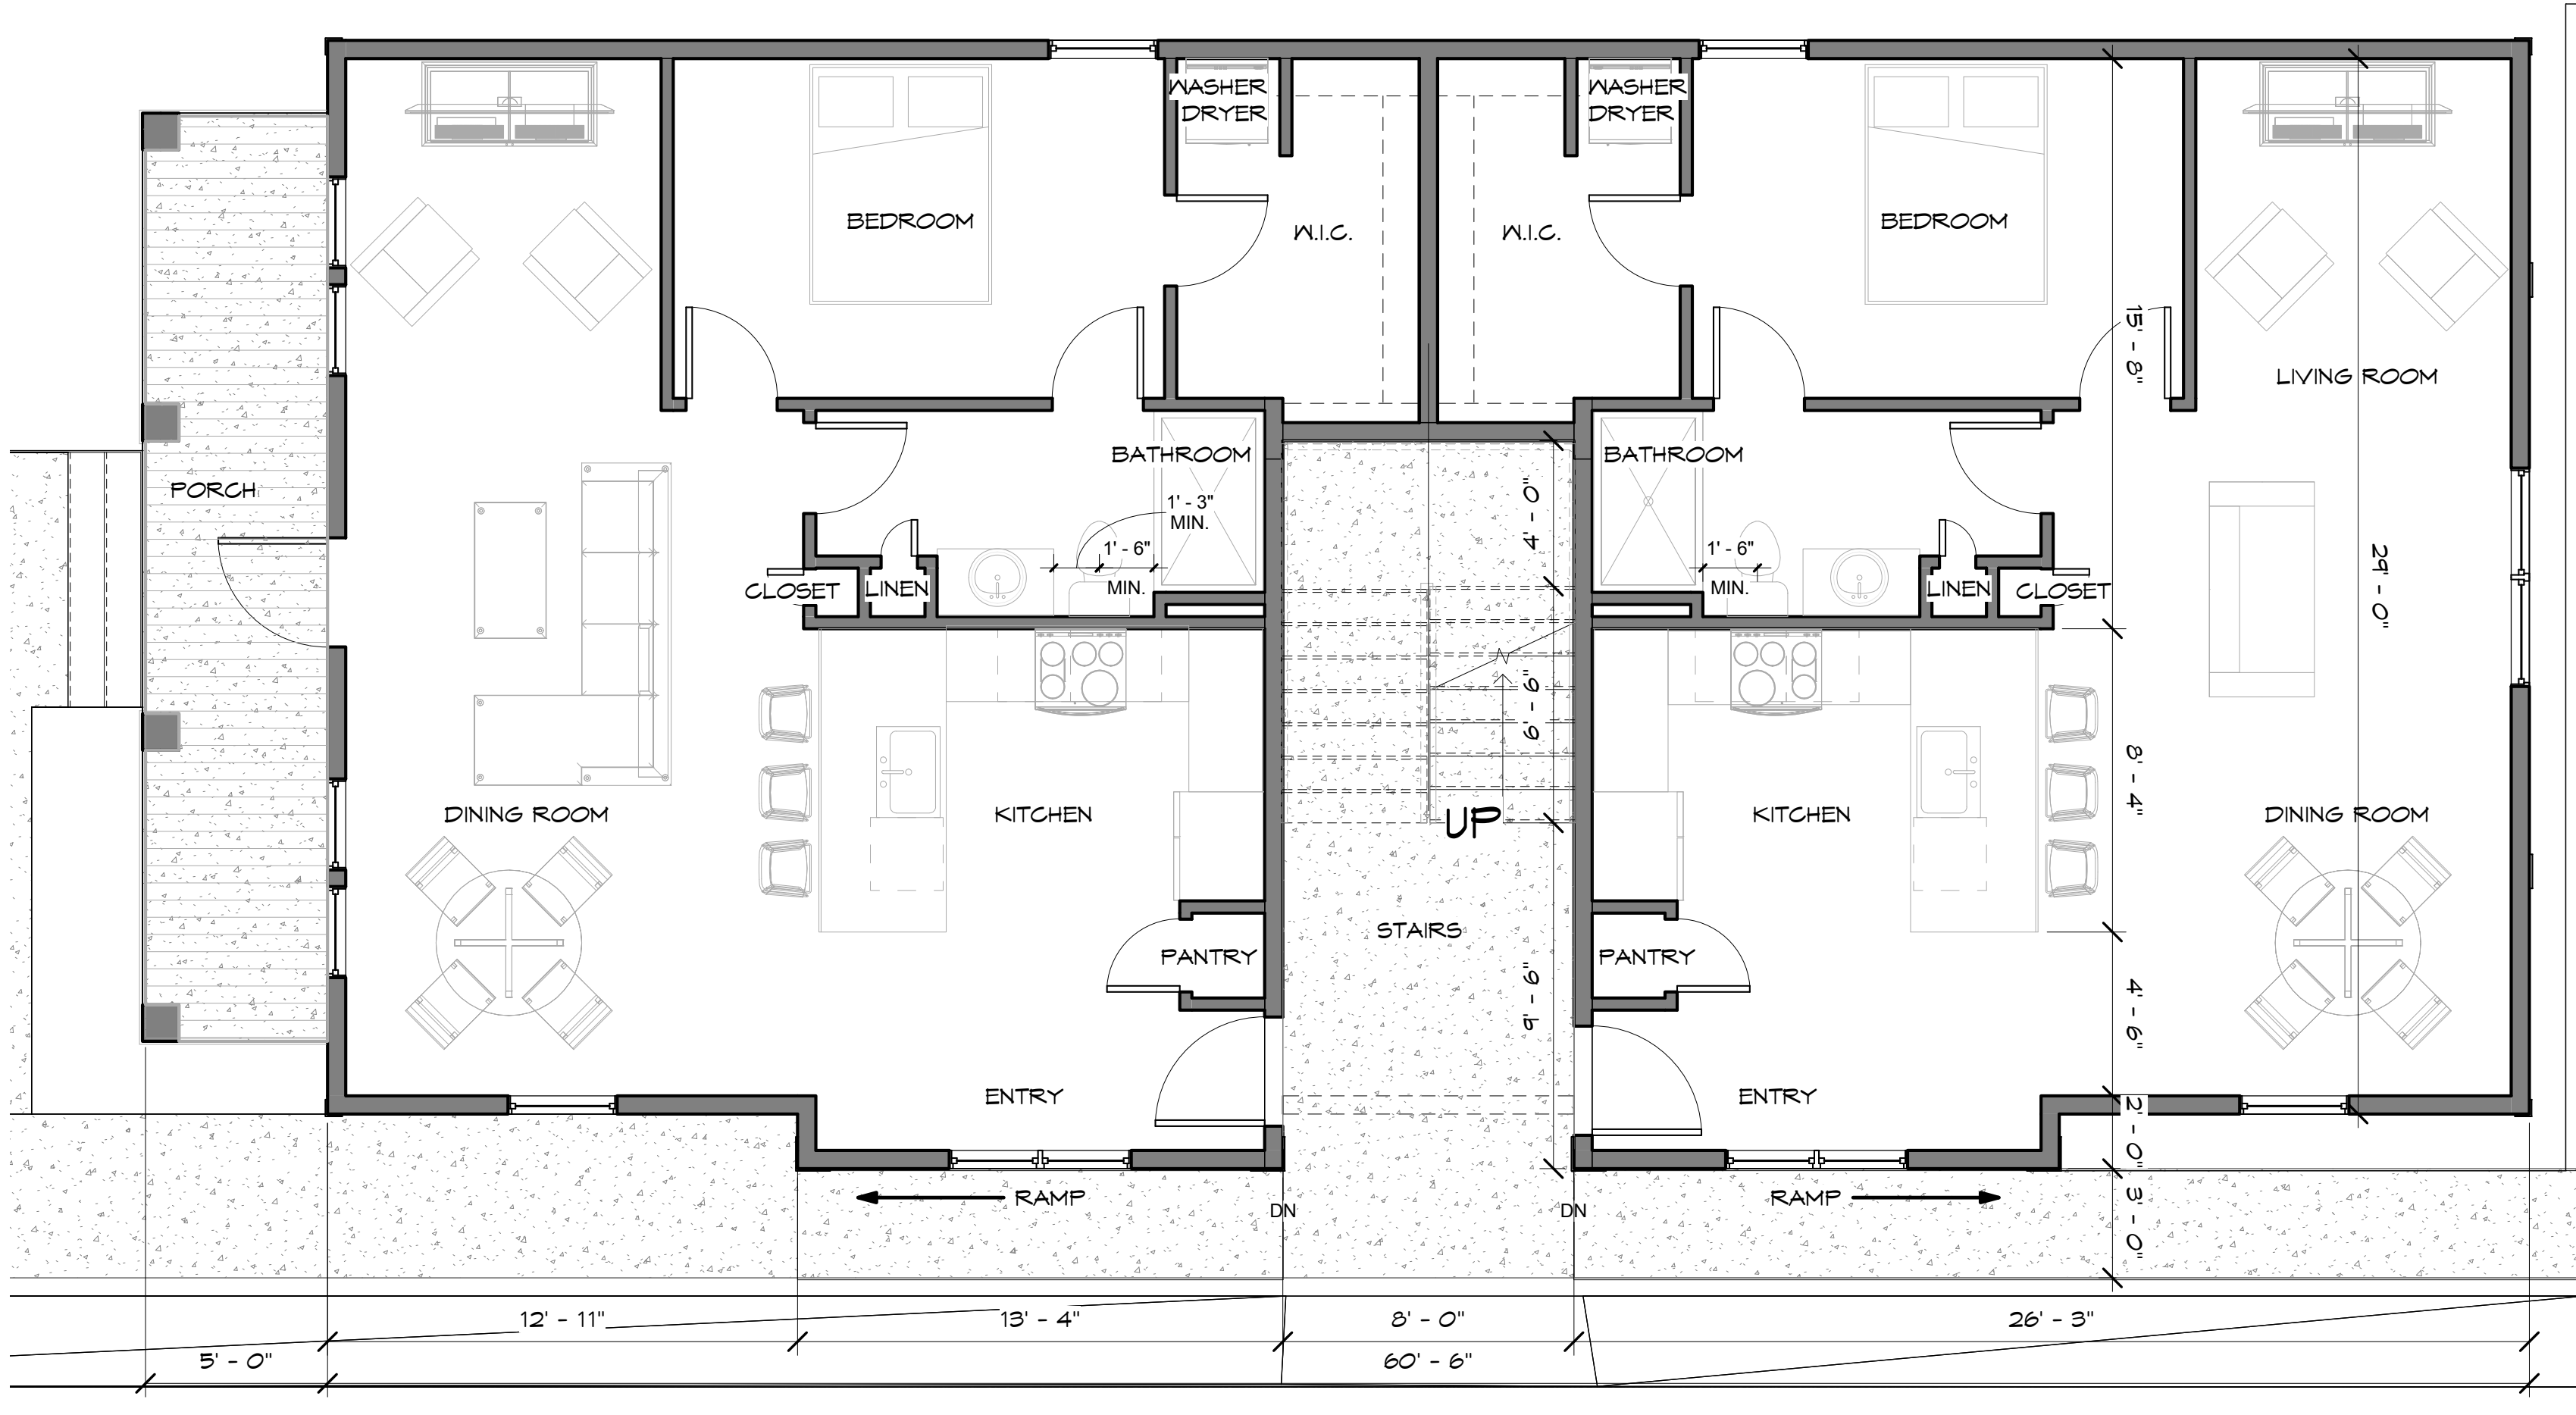 WASHER
DRYER
WASHER
DRYER
BEDROOM
W.I.C.
W.I.C.
BEDROOM
15' - 8"
LIVING ROOM
BATHROOM
BATHROOM
PORCH
1' - 3"
MIN.
4' - 0"
1' - 6"
MIN.
1' - 6"
MIN.
CLOSET
LINEN
LINEN
CLOSET
29' - 0"
6' - 6"
8' - 4"
DINING ROOM
KITCHEN
UP
KITCHEN
DINING ROOM
STAIRS
PANTRY
PANTRY
9' - 6"
4' - 6"
ENTRY
ENTRY
2' - 0"
RAMP
DN
DN
RAMP
3' - 0"
12' - 11"
13' - 4"
8' - 0"
26' - 3"
5' - 0"
60' - 6"